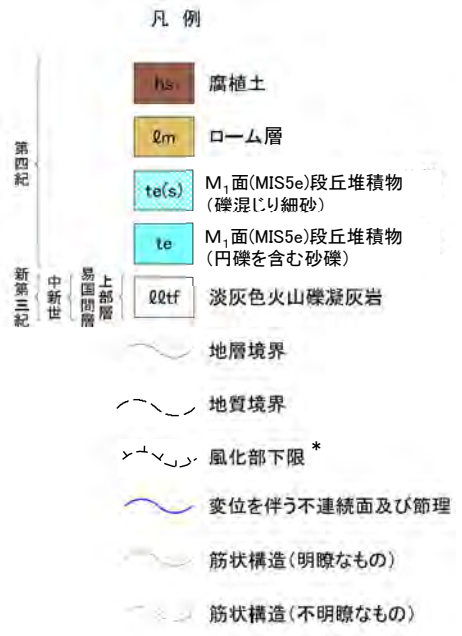 凡 例
hs 腐植土
lm ローム層
te(s) M₁面(MIS5e)段丘堆積物
(礫混じり細砂)
te M₁面(MIS5e)段丘堆積物
(円礫を含む砂礫)
lltf 淡灰色火山礫凝灰岩
第四紀
新第三紀
中新世
易国間層
上部層
地層境界
地質境界
風化部下限*
変位を伴う不連続面及び節理
筋状構造(明瞭なもの)
筋状構造(不明瞭なもの)